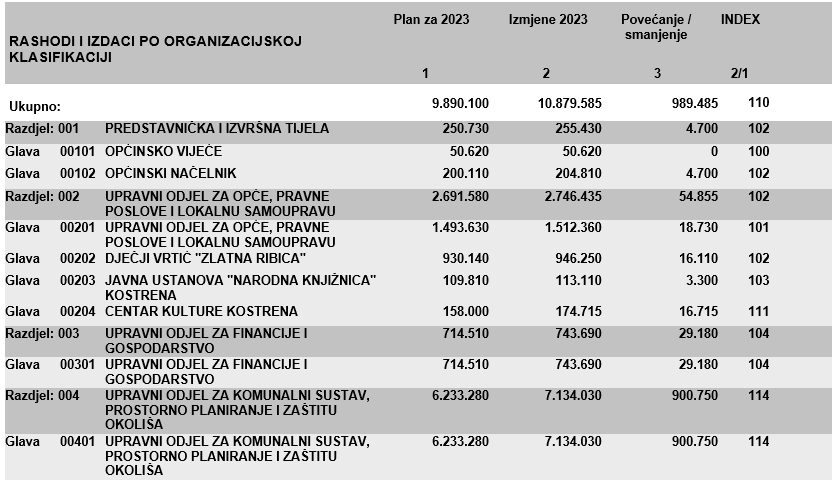 Plan za 2023 Izmjene 2023 Povećanje / INDEX
smanjenje
RASHODI I IZDACI PO ORGANIZACIJSKOJ
KLASIFIKACIJI
1 2 3 2/1
Ukupno: 9.890.100 10.879.585 989.485 110
Razdjel: 001 PREDSTAVNIČKA I IZVRŠNA TIJELA 250.730 255.430 4.700 102
Glava 00101 OPĆINSKO VIJEĆE 50.620 50.620 0 100
Glava 00102 OPĆINSKI NAČELNIK 200.110 204.810 4.700 102
Razdjel: 002 UPRAVNI ODJEL ZA OPĆE, PRAVNE 2.691.580 2.746.435 54.855 102
POSLOVE I LOKALNU SAMOUPRAVU
Glava 00201 UPRAVNI ODJEL ZA OPĆE, PRAVNE 1.493.630 1.512.360 18.730 101
POSLOVE I LOKALNU SAMOUPRAVU
Glava 00202 DJEČJI VRTIĆ "ZLATNA RIBICA" 930.140 946.250 16.110 102
Glava 00203 JAVNA USTANOVA "NARODNA KNJIŽNICA" 109.810 113.110 3.300 103
KOSTRENA
Glava 00204 CENTAR KULTURE KOSTRENA 158.000 174.715 16.715 111
Razdjel: 003 UPRAVNI ODJEL ZA FINANCIJE I 714.510 743.690 29.180 104
GOSPODARSTVO
Glava 00301 UPRAVNI ODJEL ZA FINANCIJE I 714.510 743.690 29.180 104
GOSPODARSTVO
Razdjel: 004 UPRAVNI ODJEL ZA KOMUNALNI SUSTAV, 6.233.280 7.134.030 900.750 114
PROSTORNO PLANIRANJE I ZAŠTITU
OKOLIŠA
Glava 00401 UPRAVNI ODJEL ZA KOMUNALNI SUSTAV, 6.233.280 7.134.030 900.750 114
PROSTORNO PLANIRANJE I ZAŠTITU
OKOLIŠA